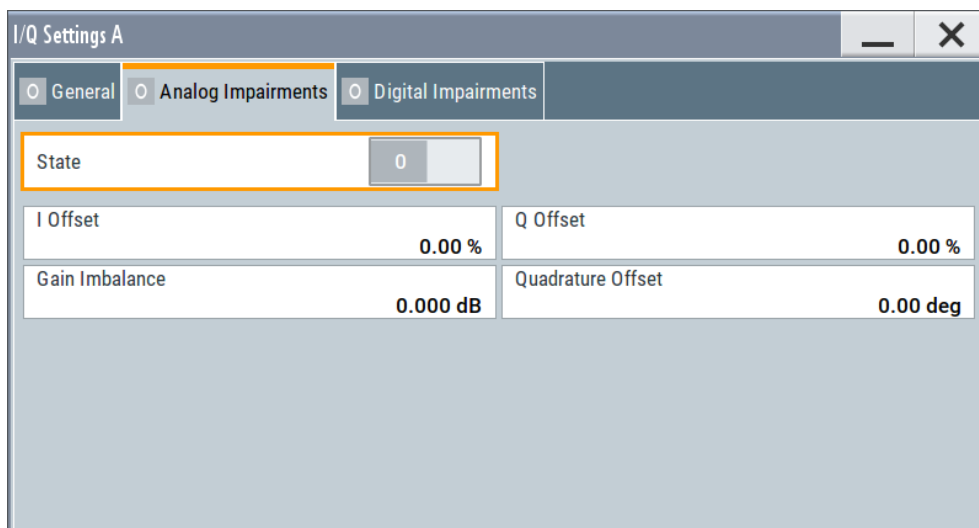 I/Q Settings A
O General O Analog Impairments O Digital Impairments
State 0
I Offset Q Offset
0.00 % 0.00 %
Gain Imbalance Quadrature Offset
0.000 dB 0.00 deg